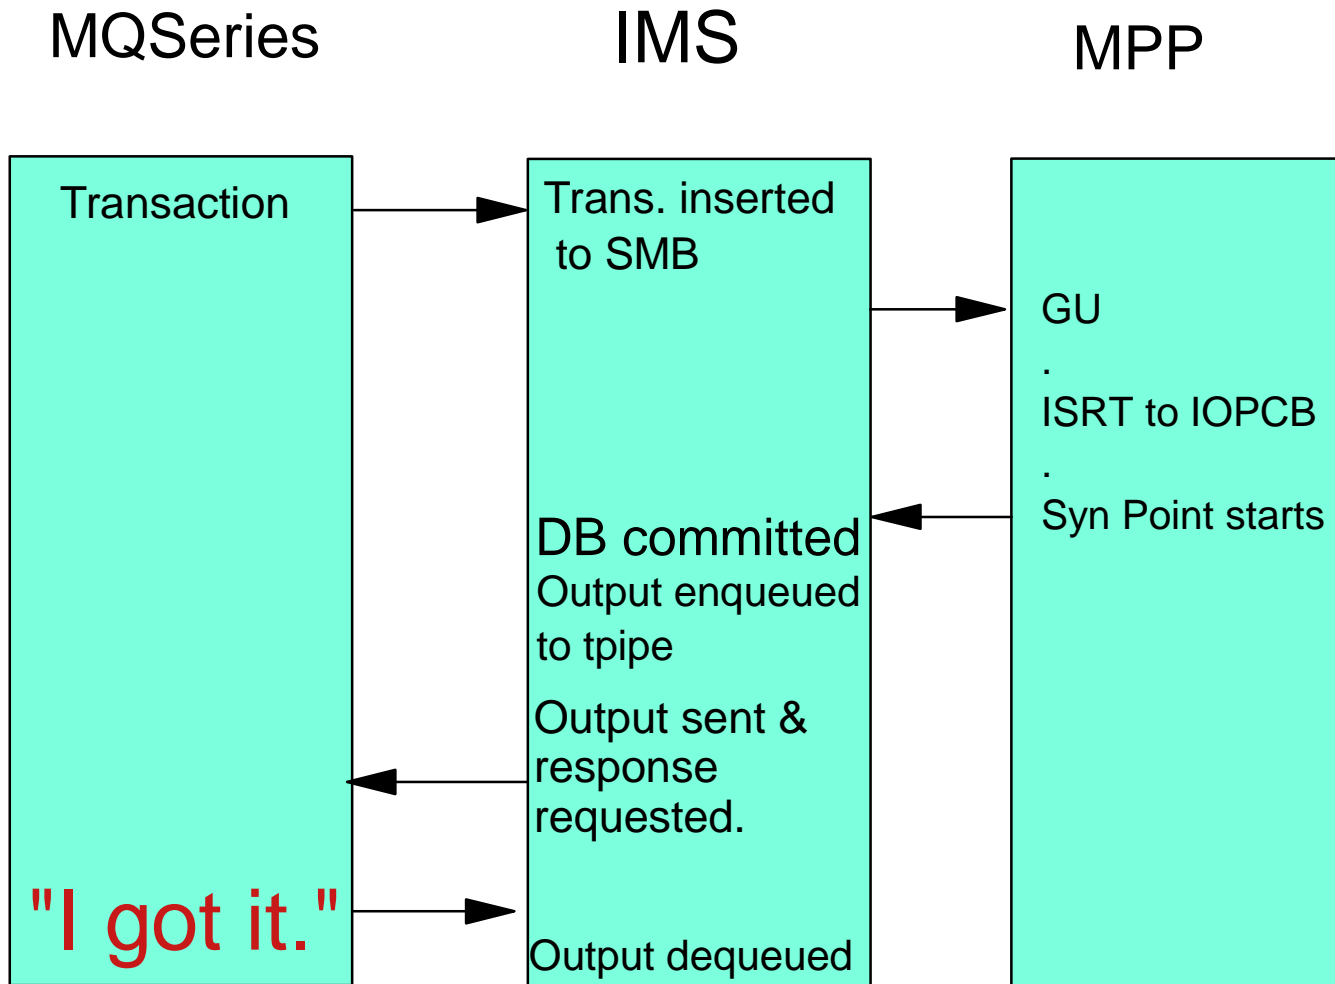 MQSeries
IMS
MPP
Transaction
Trans. inserted
to SMB
GU
.
ISRT to IOPCB
.
Syn Point starts
DB committed
Output enqueued
to tpipe
Output sent &
response
requested.
"I got it."
Output dequeued